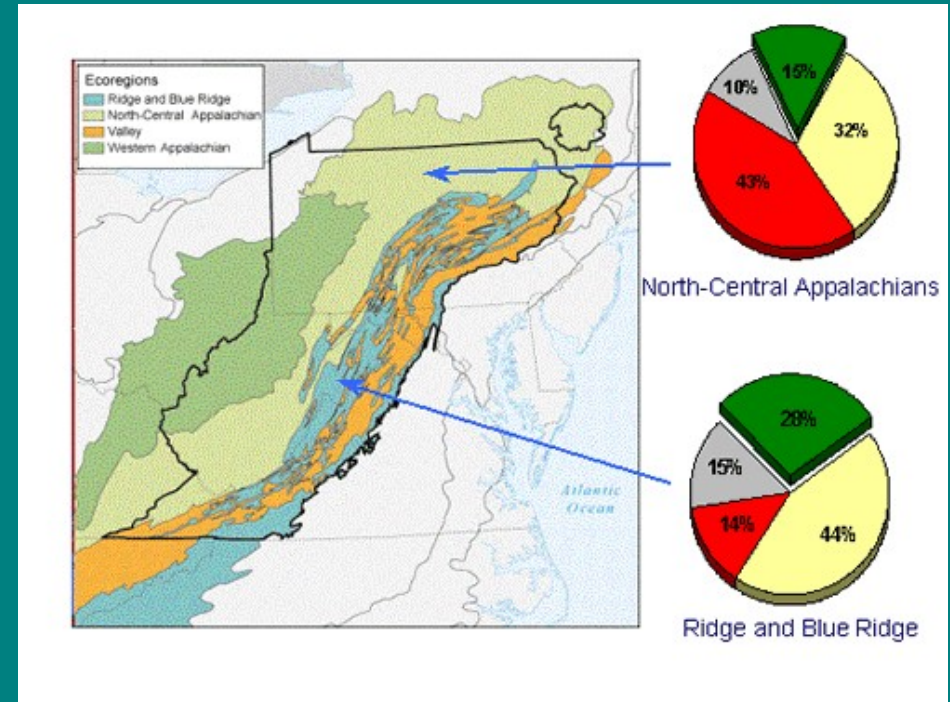 Ecoregions
Ridge and Blue Ridge
North-Central Appalachian
Valley
Western Appalachian
Atlantic
Ocean
15%
10%
32%
43%
North-Central Appalachians
28%
15%
14%
44%
Ridge and Blue Ridge